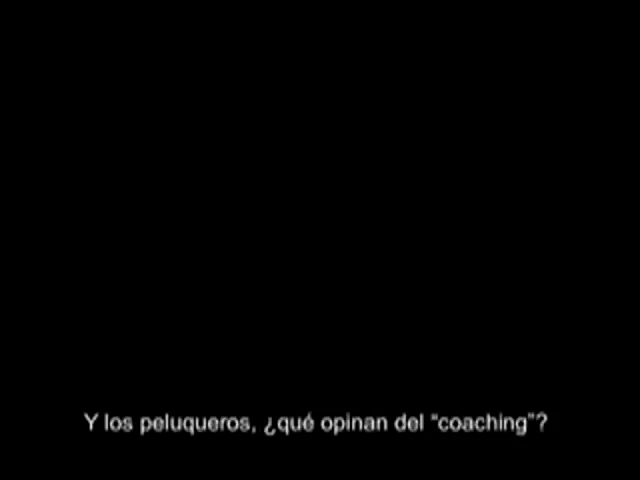 Y los peluqueros, ¿qué opinan del “coaching”?